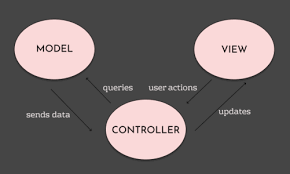 MODEL
VIEW
queries
user actions
sends data
updates
CONTROLLER